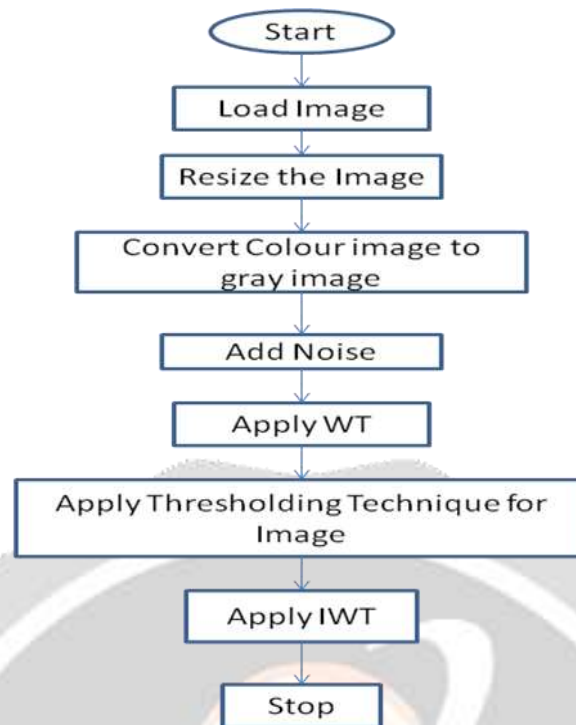 Start
Load Image
Resize the Image
Convert Colour image to
gray image
Add Noise
Apply WT
Apply Thresholding Technique for
Image
Apply IWT
Stop